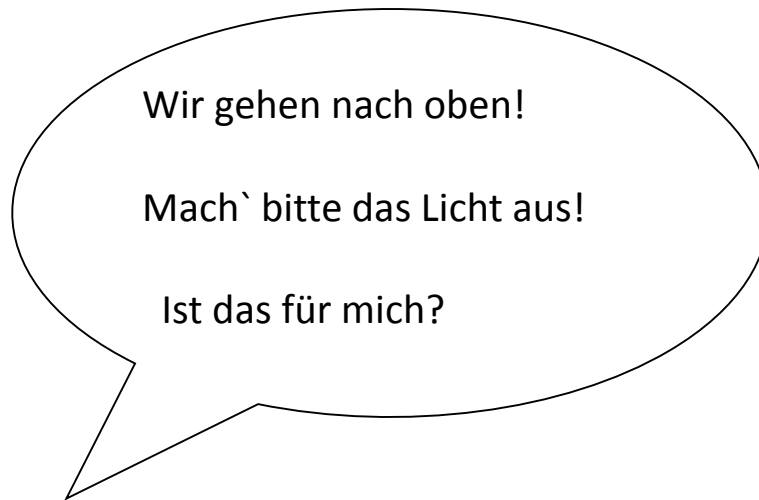 Wir gehen nach oben!
Mach` bitte das Licht aus!
Ist das für mich?